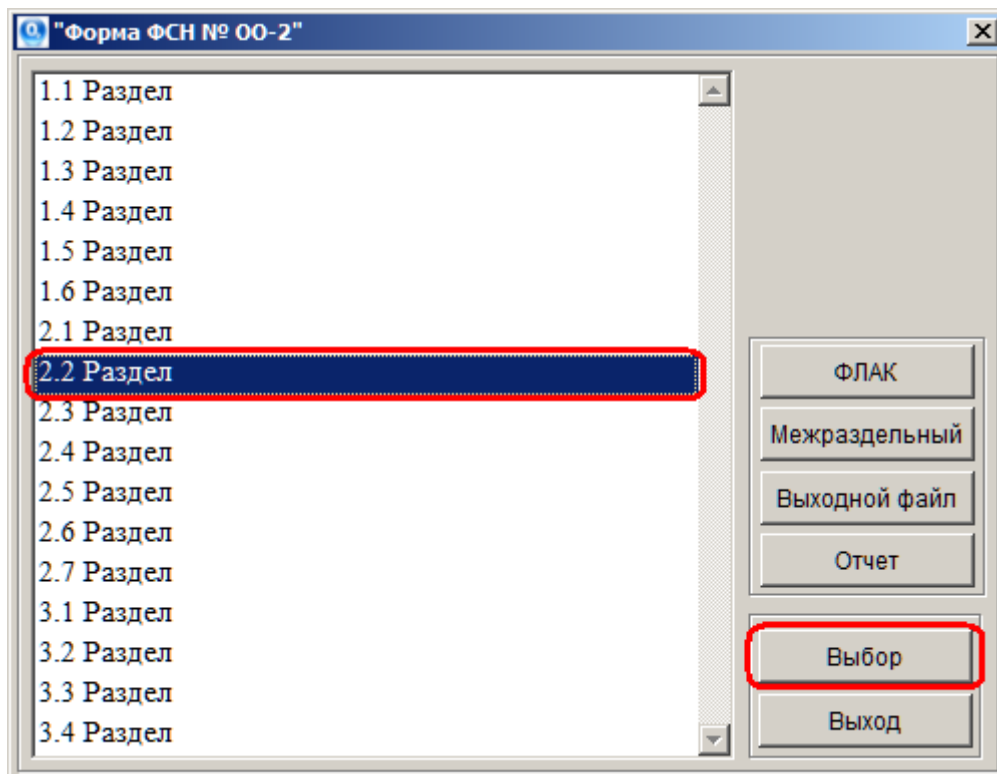 "Форма ФСН № ОО-2"
1.1 Раздел
1.2 Раздел
1.3 Раздел
1.4 Раздел
1.5 Раздел
1.6 Раздел
2.1 Раздел
2.2 Раздел
2.3 Раздел
2.4 Раздел
2.5 Раздел
2.6 Раздел
2.7 Раздел
3.1 Раздел
3.2 Раздел
3.3 Раздел
3.4 Раздел
ФЛАК
Межраздельный
Выходной файл
Отчет
Выбор
Выход